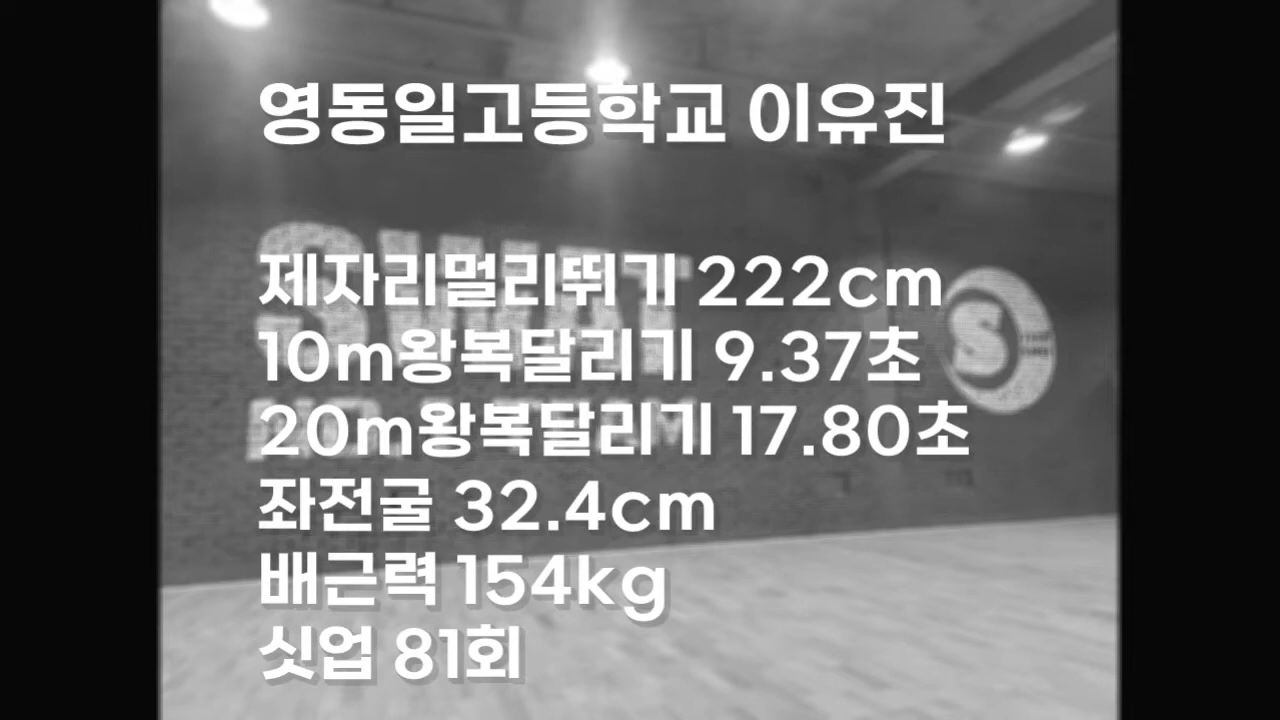 영동일고등학교 이유진
제자리멀리뛰기 222cm
10m왕복달리기 9.37초
20m왕복달리기 17.80초
좌전굴 32.4cm
배근력 154kg
싯업 81회
SWAT
S